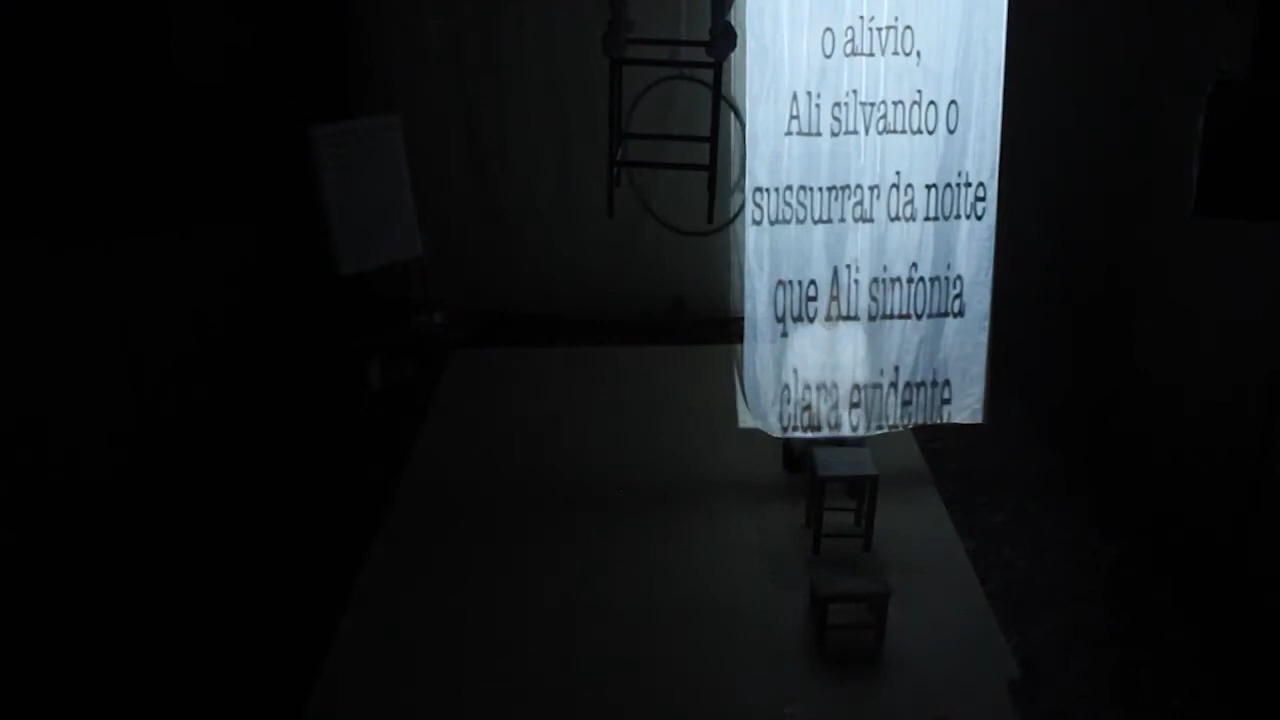 o alívio,
Ali silvando o
sussurrar da noite
que Ali sinfonia
clara evidente